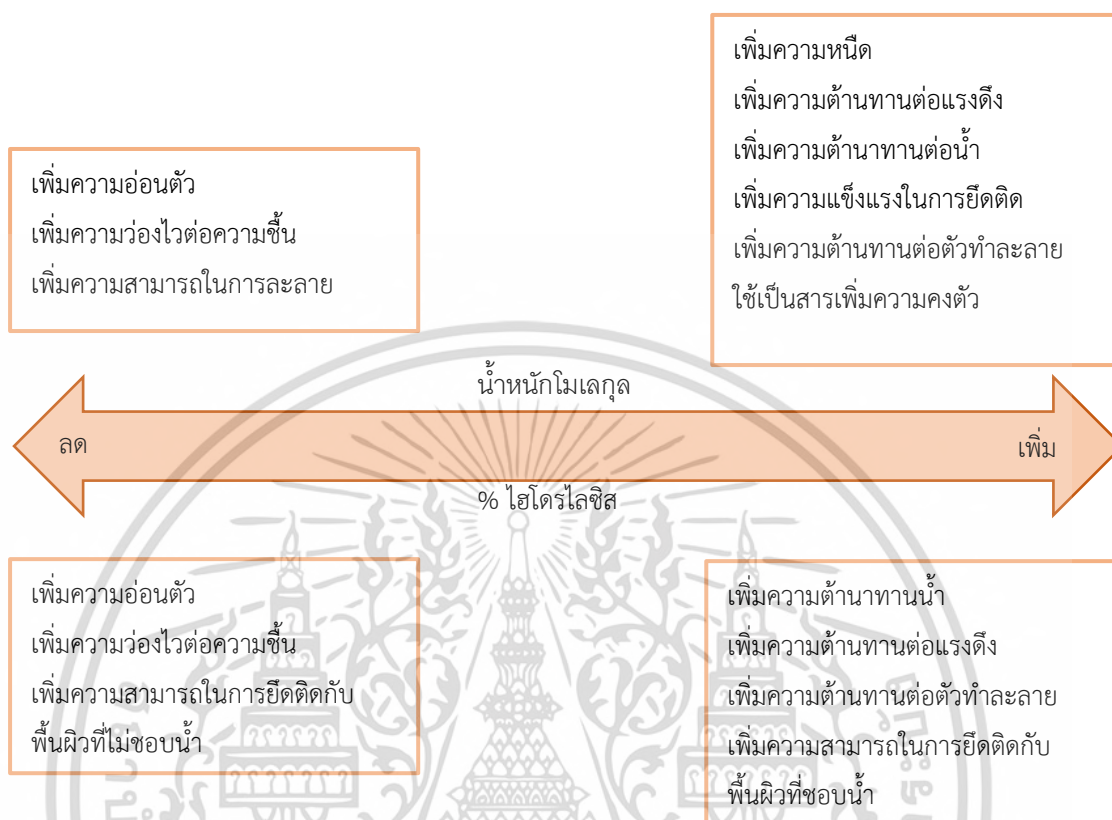 เพิ่มความหนืด
เพิ่มความต้านทานต่อแรงดึง
เพิ่มความต้านาทานต่อน้ำ
เพิ่มความแข็งแรงในการยึดติด
เพิ่มความต้านทานต่อตัวทำละลาย
ใช้เป็นสารเพิ่มความคงตัว
เพิ่มความอ่อนตัว
เพิ่มความว่องไวต่อความชื้น
เพิ่มความสามารถในการละลาย
น้ำหนักโมเลกุล
ลด
เพิ่ม
% ไฮโดรไลซิส
เพิ่มความอ่อนตัว
เพิ่มความว่องไวต่อความชื้น
เพิ่มความสามารถในการยึดติดกับ
พื้นผิวที่ไม่ชอบน้ำ
เพิ่มความต้านาทานน้ำ
เพิ่มความต้านทานต่อแรงดึง
เพิ่มความต้านทานต่อตัวทำละลาย
เพิ่มความสามารถในการยึดติดกับ
พื้นผิวที่ชอบน้ำ